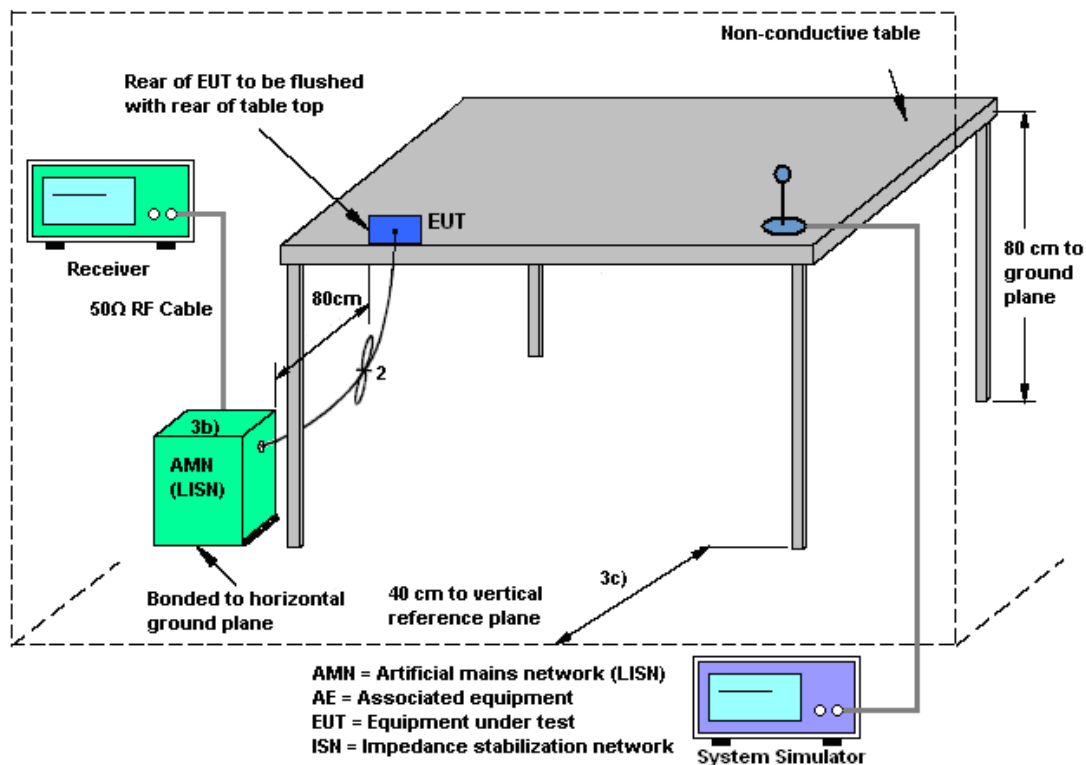 Non-conductive table
Rear of EUT to be flushed
with rear of table top
EUT
Receiver
80cm
80 cm to
ground
plane
50Ω RF Cable
2
3b)
AMN
(LISN)
3c)
Bonded to horizontal
ground plane
40 cm to vertical
reference plane
AMN = Artificial mains network (LISN)
AE = Associated equipment
EUT = Equipment under test
ISN = Impedance stabilization network
System Simulator